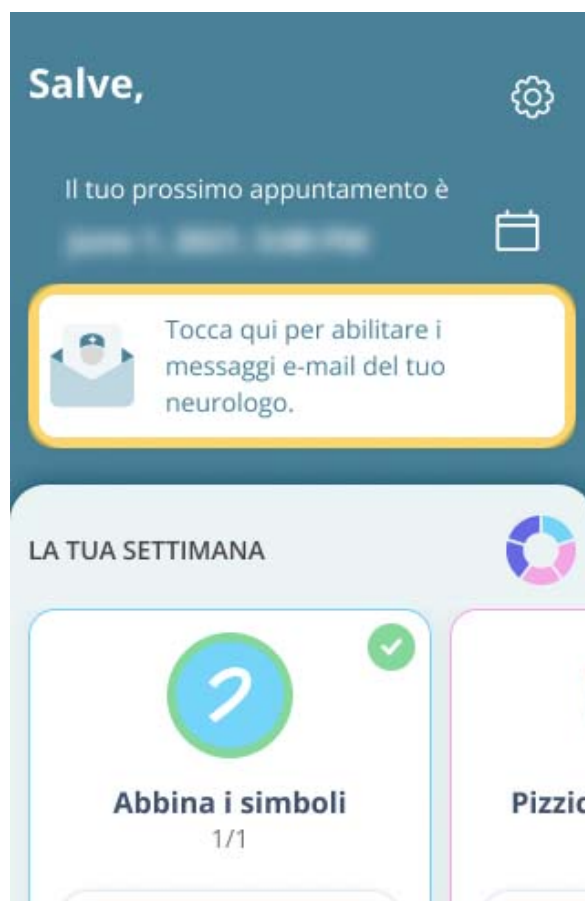 Salve,
Il tuo prossimo appuntamento è
Tocca qui per abilitare i
messaggi e-mail del tuo
neurologo.
LA TUA SETTIMANA
Abbina i simboli
1/1